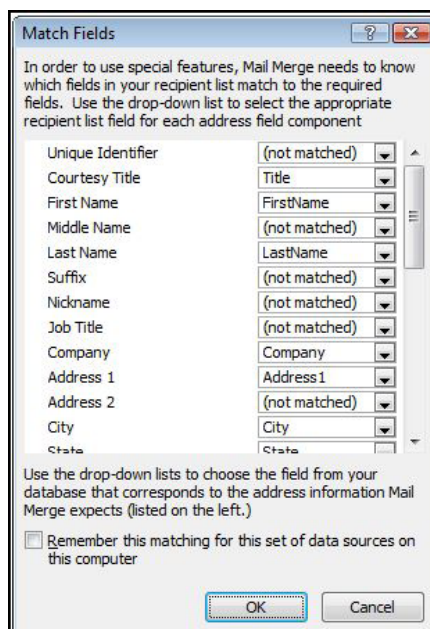 Match Fields
In order to use special features, Mail Merge needs to know
which fields in your recipient list match to the required
fields. Use the drop-down list to select the appropriate
recipient list field for each address field component
Unique Identifier (not matched)
Courtesy Title Title
First Name FirstName
Middle Name (not matched)
Last Name LastName
Suffix (not matched)
Nickname (not matched)
Job Title (not matched)
Company Company
Address 1 Address1
Address 2 (not matched)
City City
State State
Use the drop-down lists to choose the field from your
database that corresponds to the address information Mail
Merge expects (listed on the left.)
Remember this matching for this set of data sources on
this computer
OK Cancel